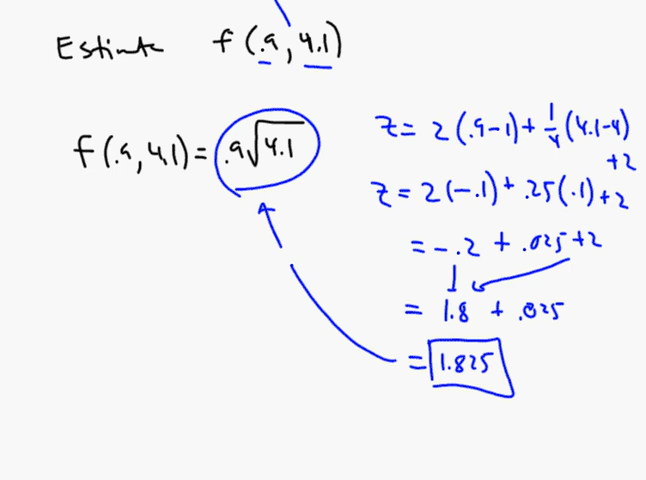 Estimte f(.9, 4.1)
f(.9, 4.1) = .9√4.1
z = 2(.9-1) + 1/4(4.1-4) +2
z = 2(-.1) + .25(.1) + 2
= -.2 + .025 + 2
= 1.8 + .025
= 1.825